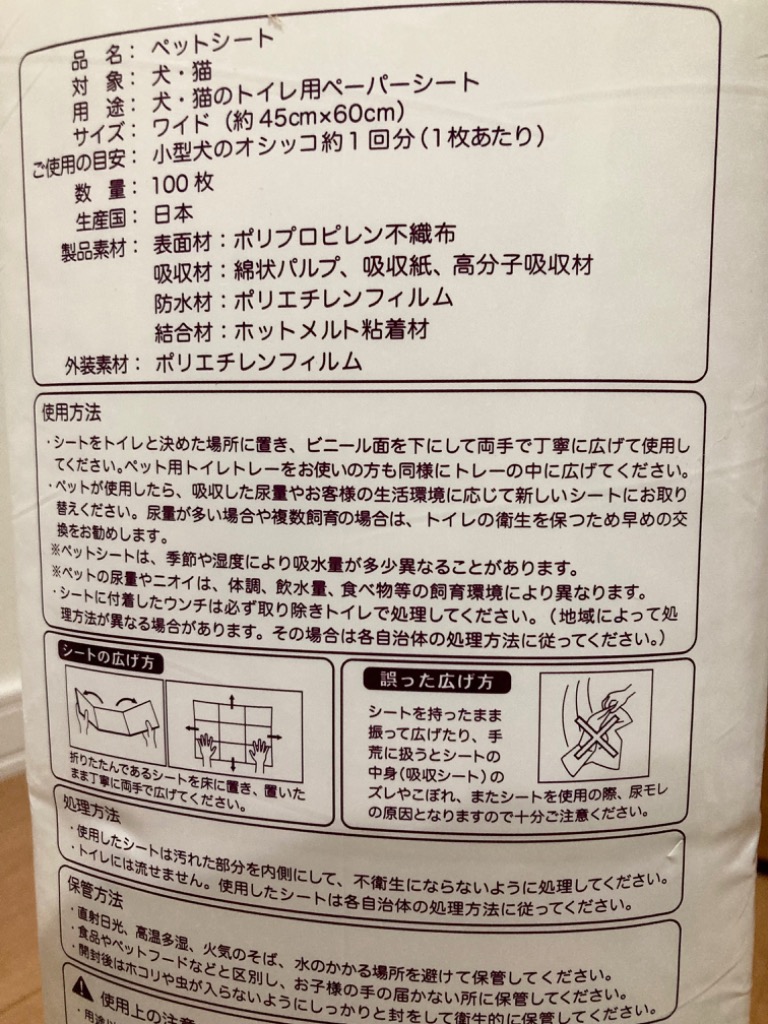 品　名：ペットシート
対　象：犬・猫
用　途：犬・猫のトイレ用ペーパーシート
サイズ：ワイド（約45cm×60cm）
ご使用の目安：小型犬のオシッコ約1回分（1枚あたり）
数　量：100枚
生産国：日本
製品素材：表面材：ポリプロピレン不織布
吸収材：綿状パルプ、吸収紙、高分子吸収材
防水材：ポリエチレンフィルム
結合材：ホットメルト粘着材
外装素材：ポリエチレンフィルム
使用方法
・シートをトイレと決めた場所に置き、ビニール面を下にして両手で丁寧に広げて使用し
てください。ペット用トイレトレーをお使いの方も同様にトレーの中に広げてください。
・ペットが使用したら、吸収した尿量やお客様の生活環境に応じて新しいシートにお取り
替えください。尿量が多い場合や複数飼育の場合は、トイレの衛生を保つため早めの交
換をお勧めします。
※ペットシートは、季節や湿度により吸水量が多少異なることがあります。
※ペットの尿量やニオイは、体調、飲水量、食べ物等の飼育環境により異なります。
・シートに付着したウンチは必ず取り除きトイレで処理してください。（地域によって処
理方法が異なる場合があります。その場合は各自治体の処理方法に従ってください。）
シートの広げ方
折りたたんであるシートを床に置き、置いた
まま丁寧に両手で広げてください。
誤った広げ方
シートを持ったまま
振って広げたり、手
荒に扱うとシートの
中身（吸収シート）の
ズレやこぼれ、またシートを使用の際、尿モレ
の原因となりますので十分ご注意ください。
処理方法
・使用したシートは汚れた部分を内側にして、不衛生にならないように処理してください。
・トイレには流せません。使用したシートは各自治体の処理方法に従ってください。
保管方法
・直射日光、高温多湿、火気のそば、水のかかる場所を避けて保管してください。
・食品やペットフードなどと区別し、お子様の手の届かない所に保管してください。
・開封後はホコリや虫が入らないようにしっかりと封をして衛生的に保管してください。
使用上の注意
・用途以